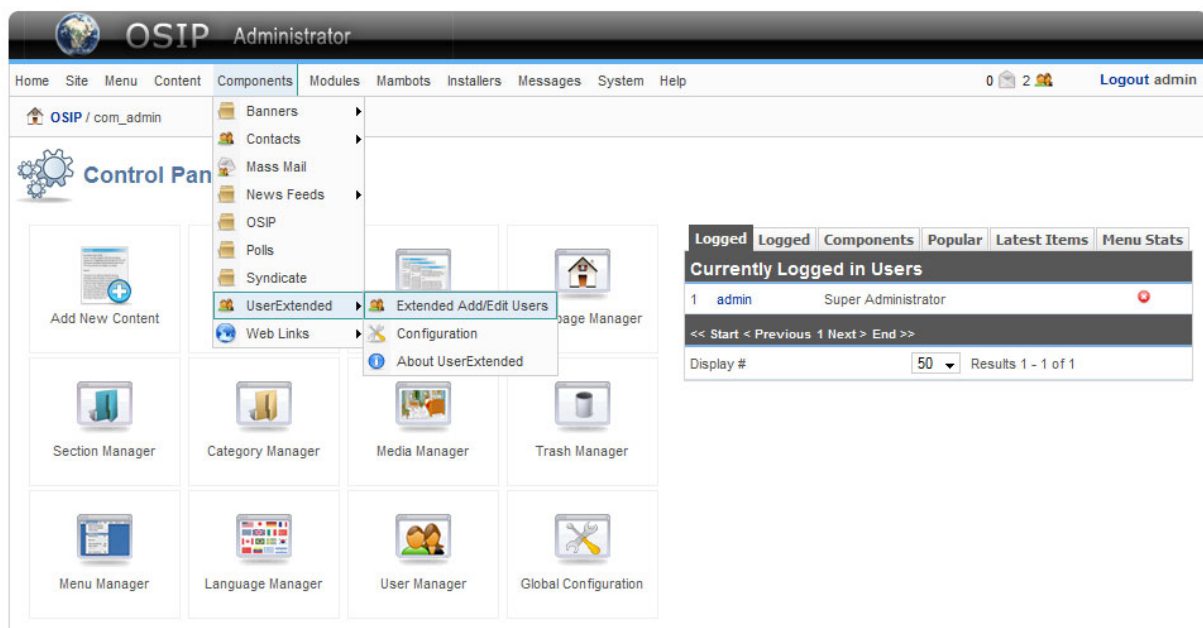 OSIP Administrator
Home Site Menu Content Components Modules Mambots Installers Messages System Help 0 2 Logout admin
OSIP / com_admin
Banners
Contacts
Mass Mail
News Feeds
OSIP
Polls
Syndicate
UserExtended
Web Links
Extended Add/Edit Users
Configuration
About UserExtended
Control Pan
Add New Content
page Manager
Section Manager
Category Manager
Media Manager
Trash Manager
Menu Manager
Language Manager
User Manager
Global Configuration
Logged Logged Components Popular Latest Items Menu Stats
Currently Logged in Users
1 admin Super Administrator
<< Start < Previous 1 Next > End >>
Display # 50 Results 1 - 1 of 1